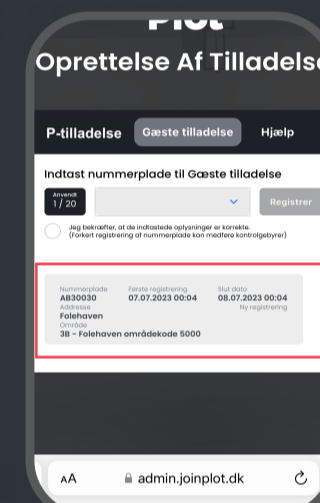 Plot
Oprettelse Af Tilladelse
P-tilladelse Gæste tilladelse Hjælp
Indtast nummerplade til Gæste tilladelse
Anvendt
1 / 20
Registrer
Jeg bekræfter, at de indtastede oplysninger er korrekte.
(Forkert registrering af nummerplade kan medføre kontrolgebyrer)
Nummerplade Første registrering Slut dato
AB30030 07.07.2023 00:04 08.07.2023 00:04
Addresse Ny registrering
Folehaven
Område
3B - Folehaven områdekode 5000
AA admin.joinplot.dk